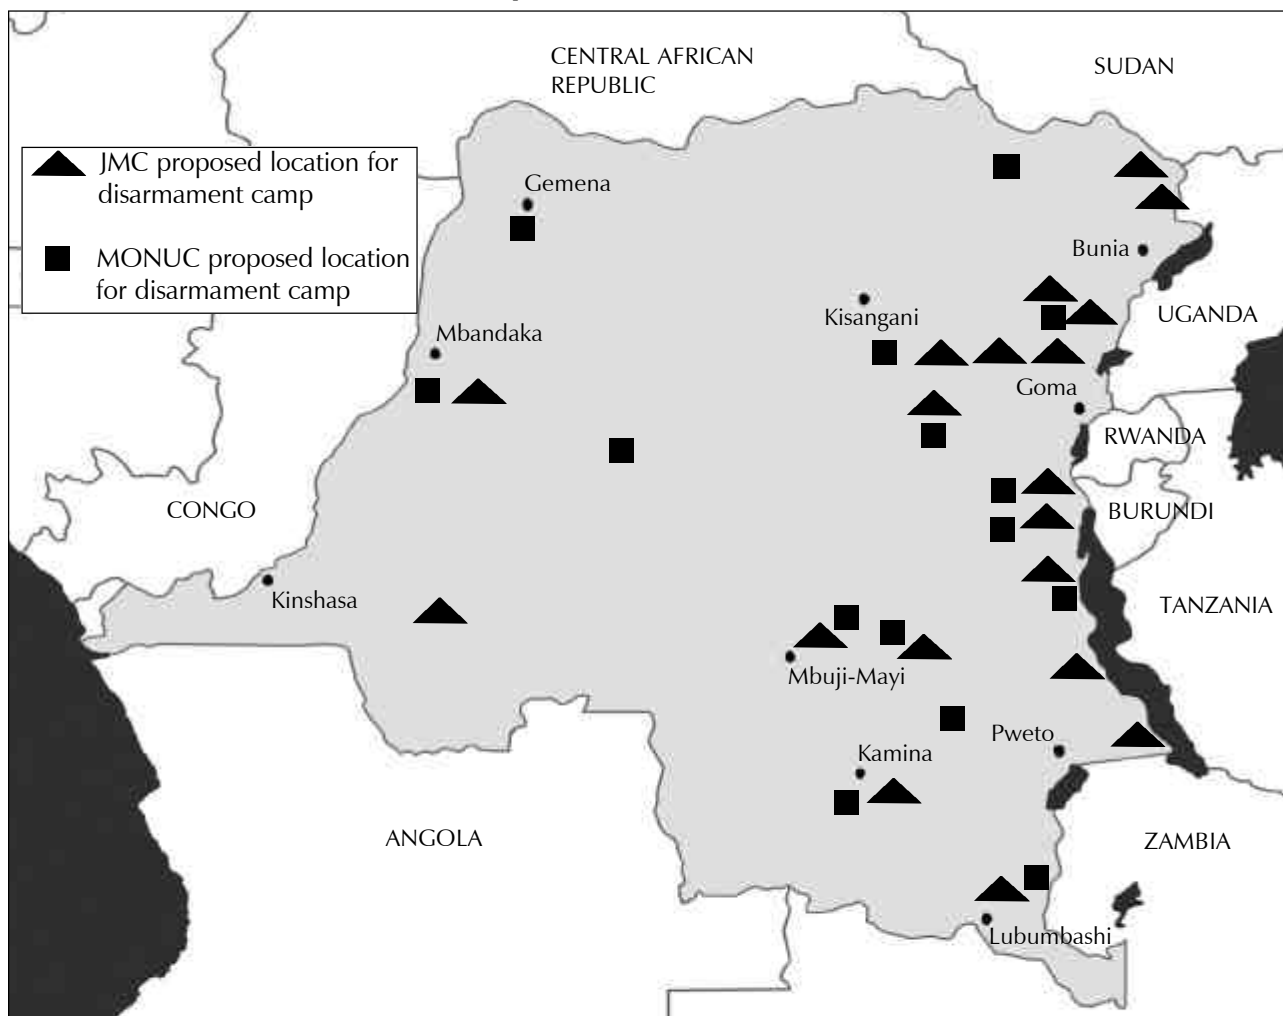 CENTRAL AFRICAN
REPUBLIC
SUDAN
JMC proposed location for
disarmament camp
MONUC proposed location
for disarmament camp
Gemena
Bunia
Kisangani
UGANDA
Mbandaka
Goma
RWANDA
CONGO
BURUNDI
Kinshasa
TANZANIA
Mbuji-Mayi
Pweto
Kamina
ANGOLA
ZAMBIA
Lubumbashi